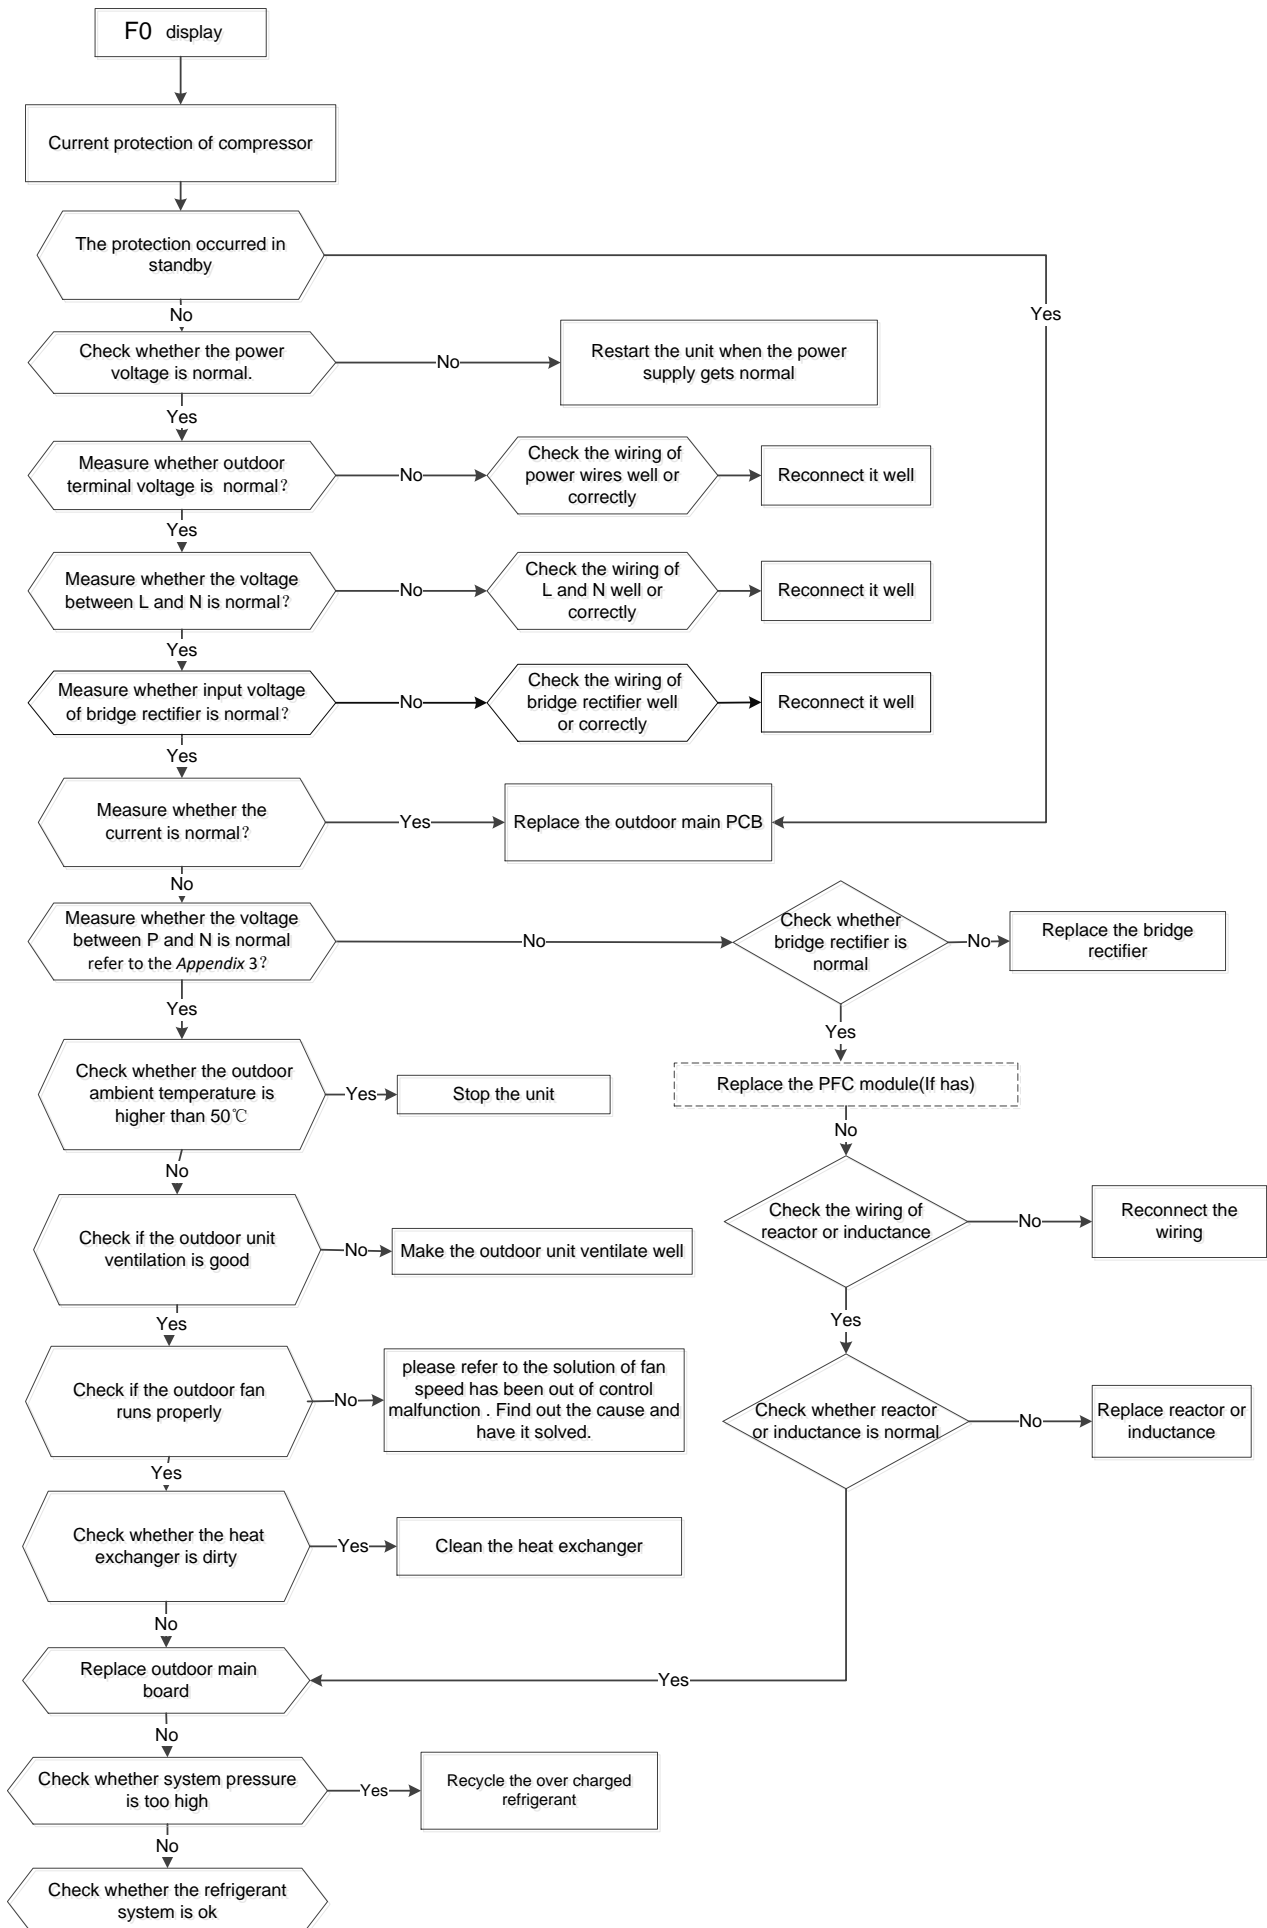 F0 display
Current protection of compressor
The protection occurred in
standby
Yes
No
Check whether the power
voltage is normal.
No
Restart the unit when the power
supply gets normal
Yes
Measure whether outdoor
terminal voltage is normal?
No
Check the wiring of
power wires well or
correctly
Reconnect it well
Yes
Measure whether the voltage
between L and N is normal?
No
Check the wiring of
L and N well or
correctly
Reconnect it well
Yes
Measure whether input voltage
of bridge rectifier is normal?
No
Check the wiring of
bridge rectifier well
or correctly
Reconnect it well
Yes
Measure whether the
current is normal?
Yes
Replace the outdoor main PCB
No
Measure whether the voltage
between P and N is normal
refer to the Appendix 3?
No
Check whether
bridge rectifier is
normal
No
Replace the bridge
rectifier
Yes
Yes
Check whether the outdoor
ambient temperature is
higher than 50℃
Yes
Stop the unit
Replace the PFC module(If has)
No
No
Check if the outdoor unit
ventilation is good
No
Make the outdoor unit ventilate well
Check the wiring of
reactor or inductance
No
Reconnect the
wiring
Yes
Yes
Check if the outdoor fan
runs properly
No
please refer to the solution of fan
speed has been out of control
malfunction . Find out the cause and
have it solved.
Check whether reactor
or inductance is normal
No
Replace reactor or
inductance
Yes
Check whether the heat
exchanger is dirty
Yes
Clean the heat exchanger
No
Replace outdoor main
board
Yes
No
Check whether system pressure
is too high
Yes
Recycle the over charged
refrigerant
No
Check whether the refrigerant
system is ok